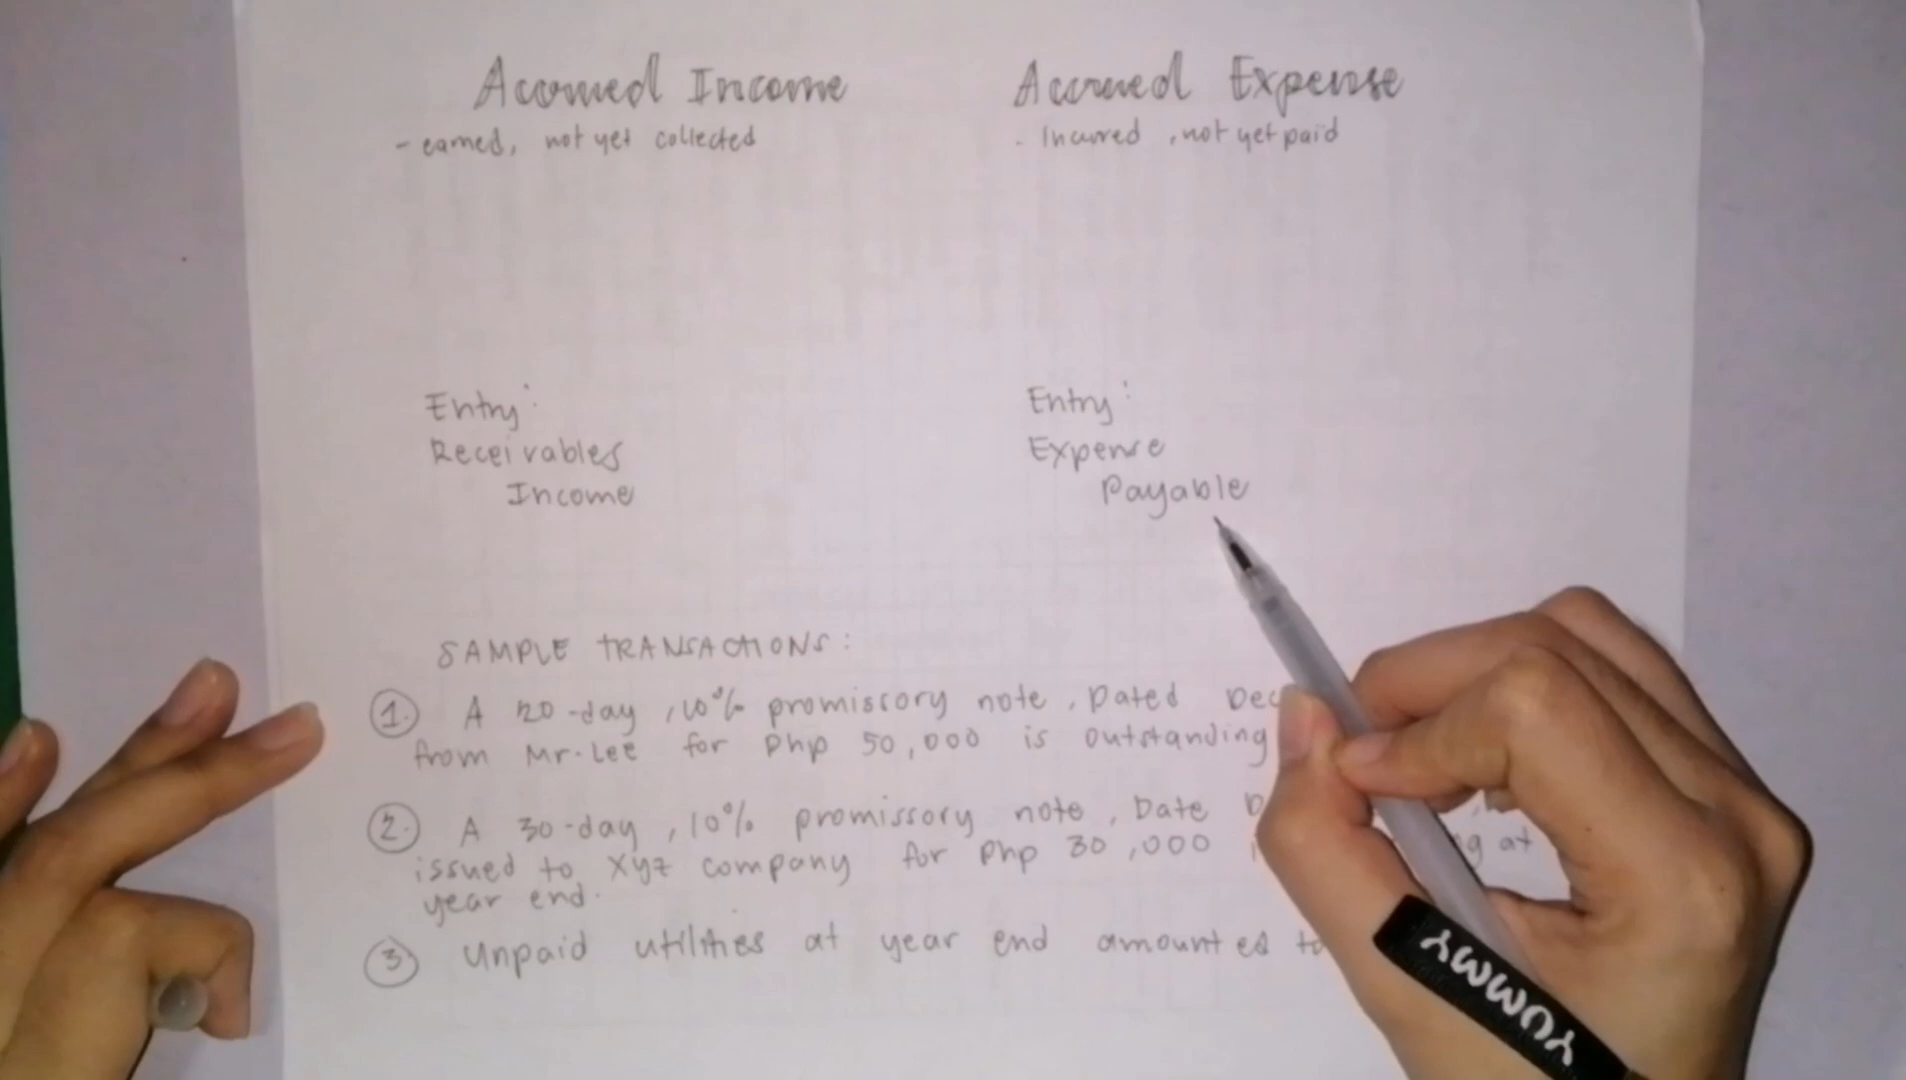 Accrued Income
- earned, not yet collected
Accrued Expense
- Incurred , not yet paid
Entry:
Receivables
Income
Entry:
Expense
Payable
SAMPLE TRANSACTIONS:
1. A 20-day , 10% promissory note , Dated Dec
from Mr. Lee for Php 50,000 is outstanding
2. A 30-day , 10% promissory note , Date
issued to XYZ company for Php 30,000 at
year end.
3. Unpaid utilities at year end amounted to
YUMMY